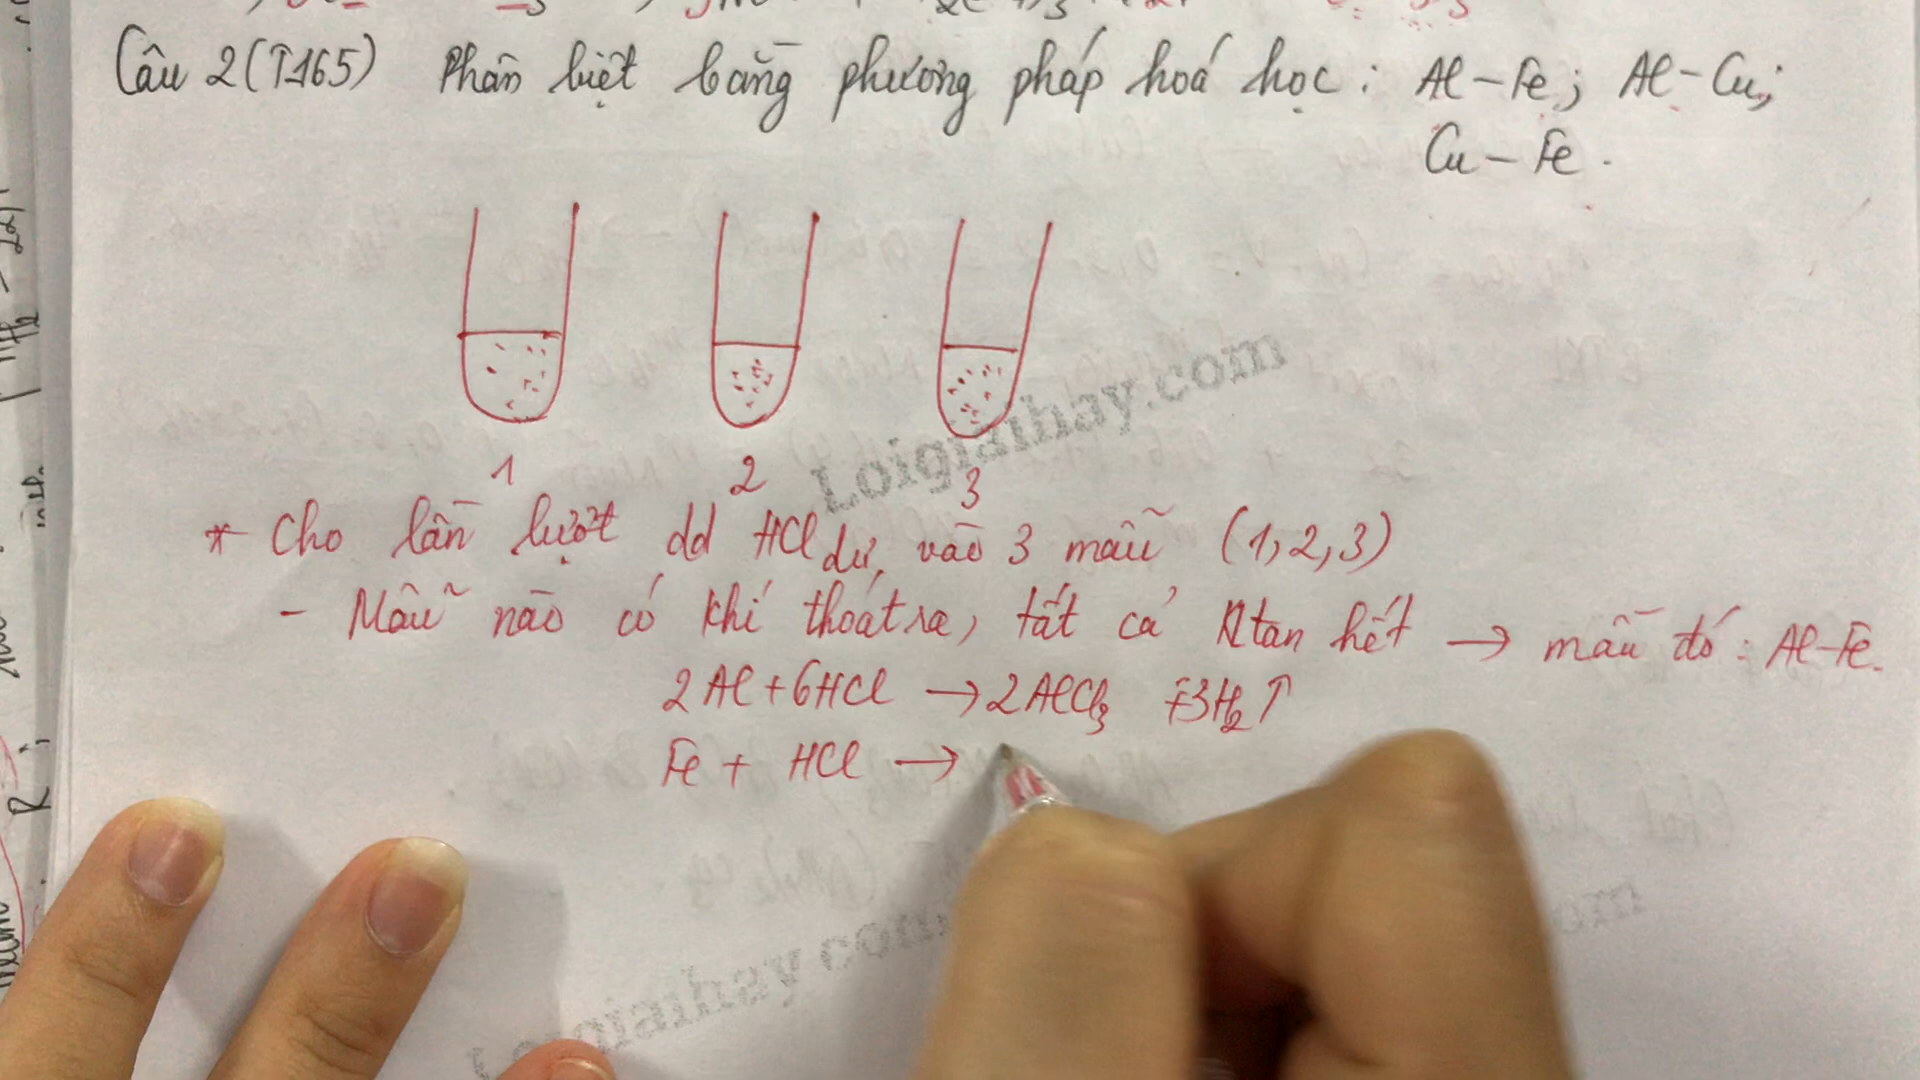 Câu 2 (T165) Phân biệt bằng phương pháp hoá học: Al-Fe; Al-Cu;
Cu-Fe.
1 2 3
Loigiaihay.com
* Cho lần lượt dd HCl dư vào 3 mẫu (1,2,3)
- Mẫu nào có khí thoát ra, tất cả KL tan hết → mẫu đó: Al-Fe.
2Al+6HCl → 2AlCl3 +3H2↑
Fe + HCl →
Loigiaihay.com